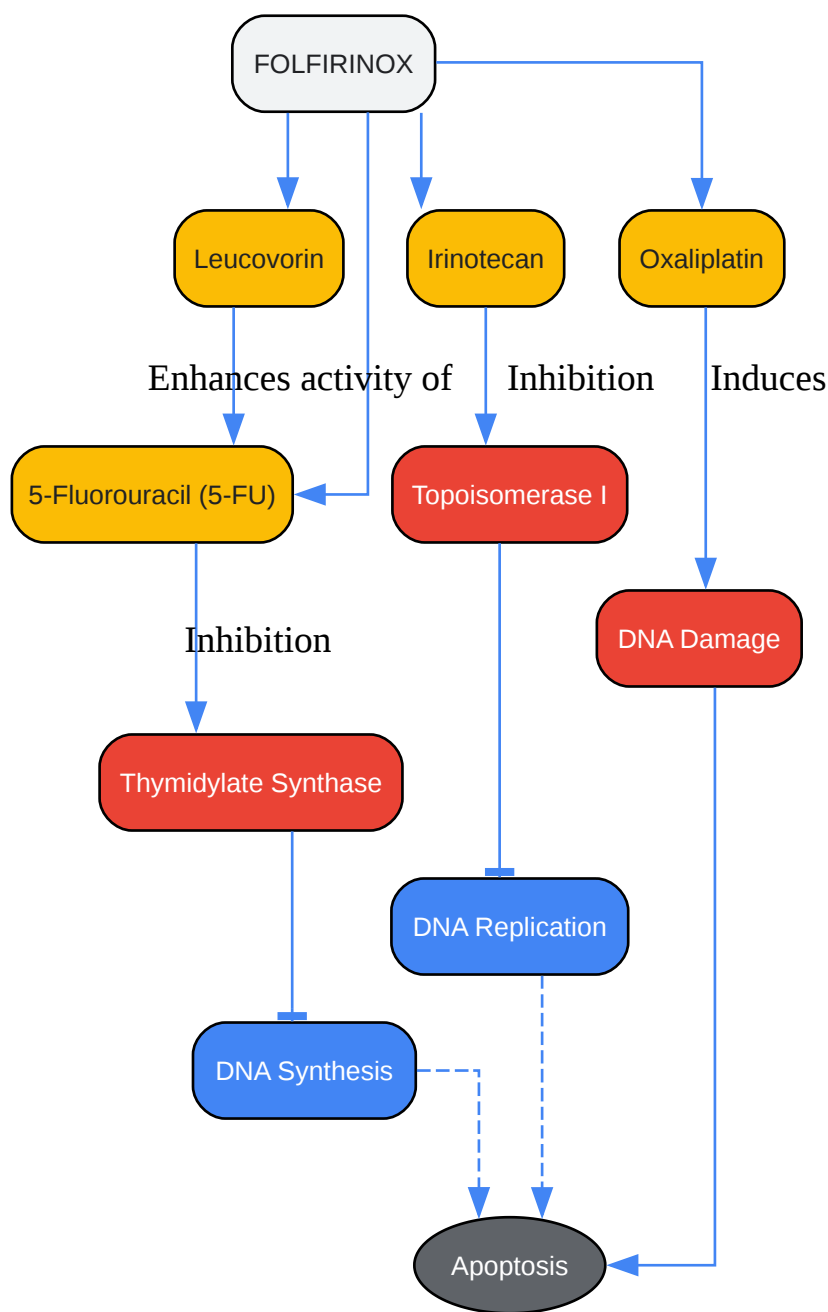 FOLFIRINOX
Leucovorin
Irinotecan
Oxaliplatin
Enhances activity of
Inhibition
Induces
5-Fluorouracil (5-FU)
Topoisomerase I
Inhibition
DNA Damage
Thymidylate Synthase
DNA Replication
DNA Synthesis
Apoptosis